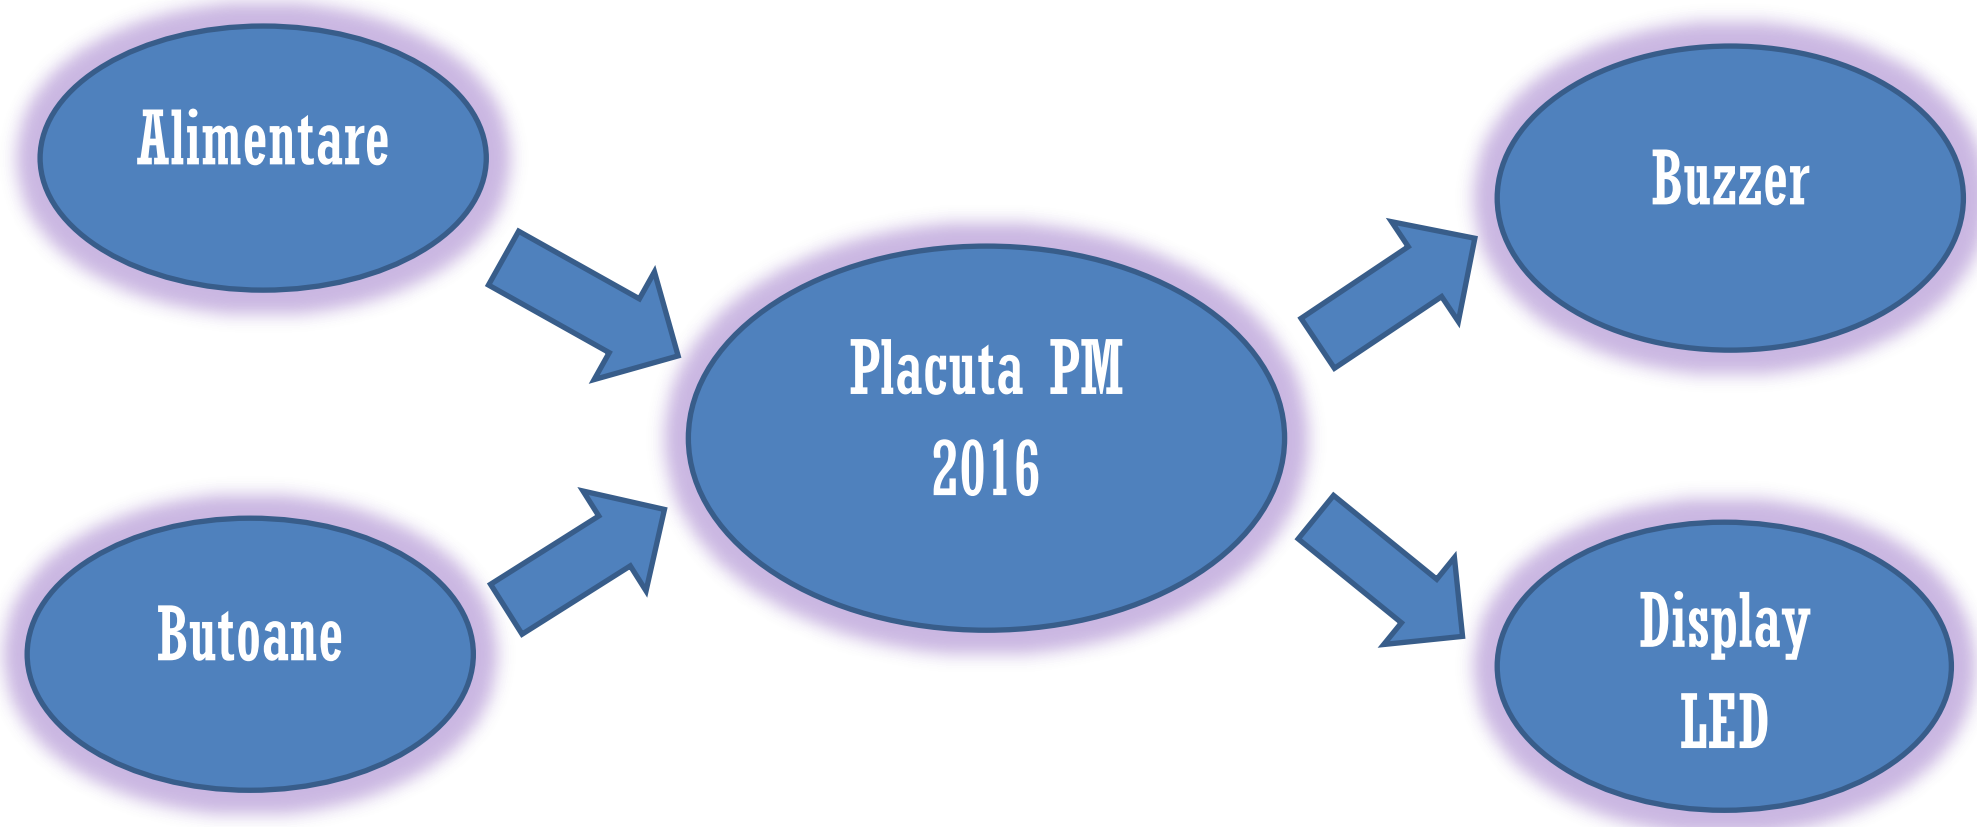 Alimentare
Butoane
Placuta PM
2016
Buzzer
Display
LED